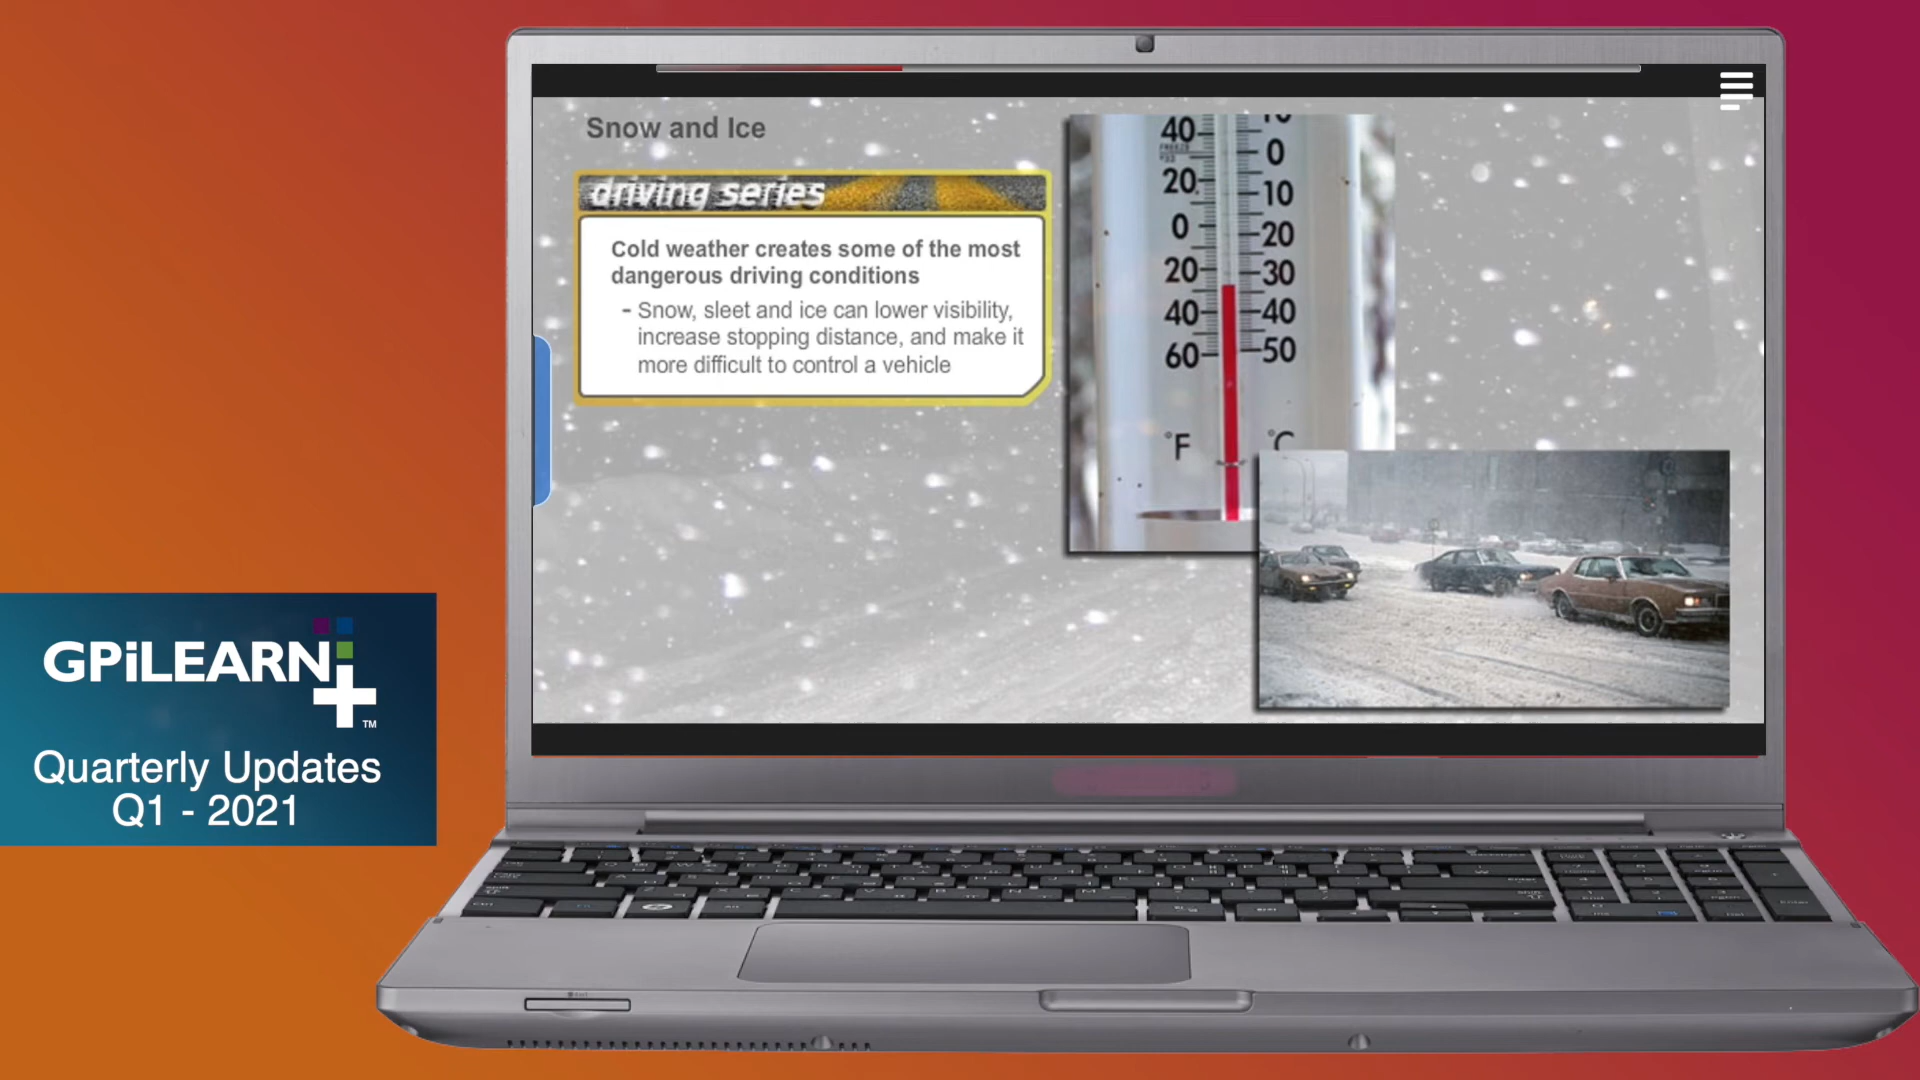 Snow and Ice
driving series
Cold weather creates some of the most
dangerous driving conditions
- Snow, sleet and ice can lower visibility,
increase stopping distance, and make it
more difficult to control a vehicle
40 10
0
20 10
0 20
20 30
40 40
60 50
°F °C
GPiLEARN+™
Quarterly Updates
Q1 - 2021